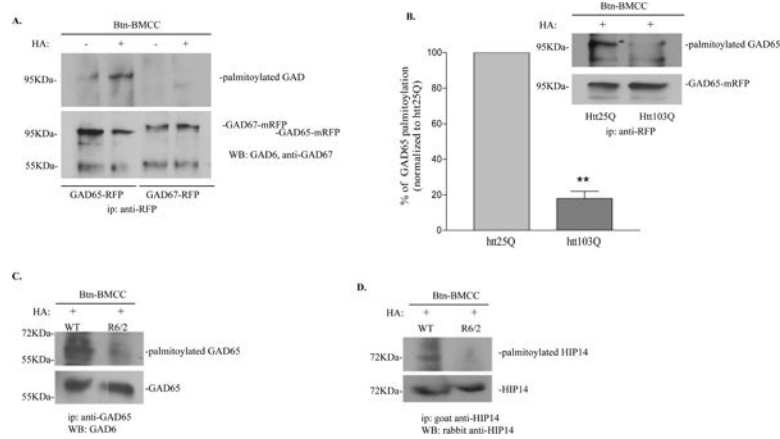 A.
Btn-BMCC
HA: - + - +
95KDa-
-palmitoylated GAD
95KDa-
-GAD67-mRFP
-GAD65-mRFP
WB: GAD6, anti-GAD67
55KDa-
GAD65-RFP GAD67-RFP
ip: anti-RFP
B.
% of GAD65 palmitoylation
(normalized to htt25Q)
100
80
60
40
20
0
**
htt25Q htt103Q
Btn-BMCC
HA: + +
95KDa-
-palmitoylated GAD65
95KDa-
-GAD65-mRFP
Htt25Q Htt103Q
ip: anti-RFP
C.
Btn-BMCC
HA: + +
WT R6/2
72KDa-
55KDa-
-palmitoylated GAD65
-GAD65
55KDa-
ip: anti-GAD65
WB: GAD6
D.
Btn-BMCC
HA: + +
WT R6/2
72KDa-
-palmitoylated HIP14
72KDa-
-HIP14
ip: goat anti-HIP14
WB: rabbit anti-HIP14